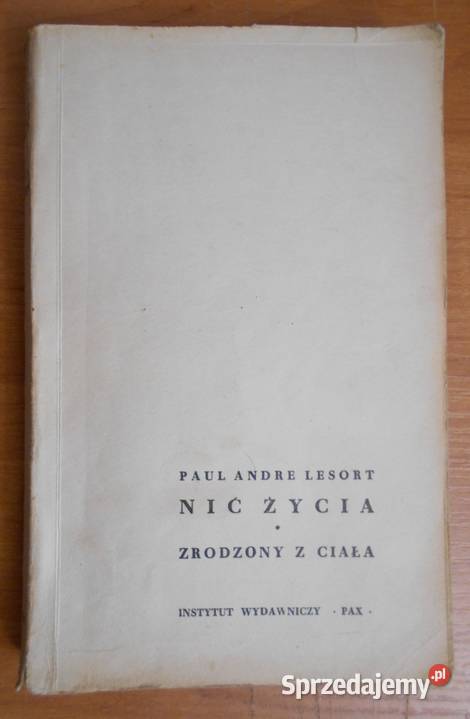 PAUL ANDRE LESORT
NIĆ ŻYCIA
•
ZRODZONY Z CIAŁA
INSTYTUT WYDAWNICZY · PAX ·
Sprzedajemy.pl